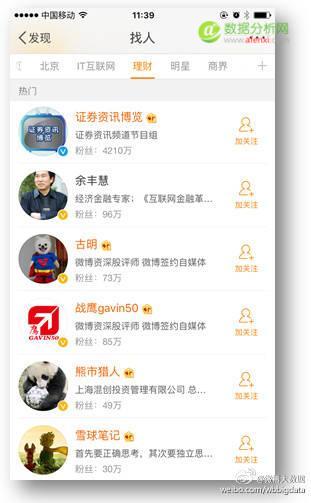 中国移动 11:39
数据分析网
afenxi.com
发现 找人
北京 IT互联网 理财 明星 商界 +
热门
证券资讯博览
证券资讯博览
证券资讯频道节目组
粉丝：4210万
加关注
余丰慧
经济金融专家；《互联网金融革...
粉丝：96万
加关注
古明
微博资深股评师 微博签约自媒体
粉丝：73万
加关注
战鹰gavin50
鹰
GAVIN50
微博资深股评师 微博签约自媒体
粉丝：85万
加关注
熊市猎人
上海混创投资管理有限公司 总...
粉丝：49万
加关注
雪球笔记
首先要正确思考，其次要独立思...
粉丝：30万
加关注
weibo.com/wbbigdata